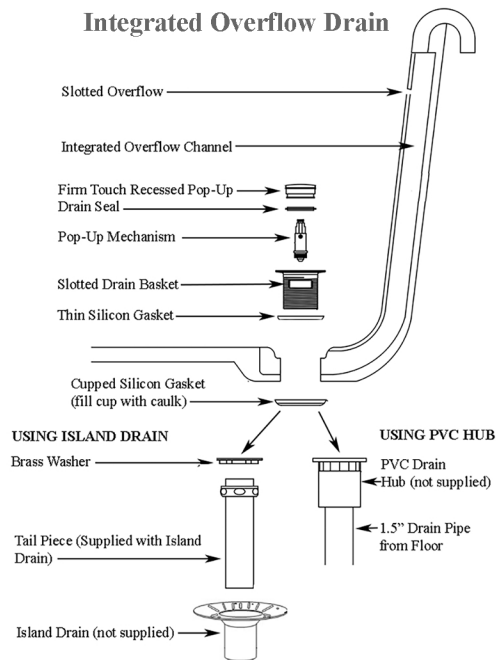 Integrated Overflow Drain
Slotted Overflow
Integrated Overflow Channel
Firm Touch Recessed Pop-Up
Drain Seal
Pop-Up Mechanism
Slotted Drain Basket
Thin Silicon Gasket
Cupped Silicon Gasket
(fill cup with caulk)
USING ISLAND DRAIN
Brass Washer
Tail Piece (Supplied with Island
Drain)
Island Drain (not supplied)
USING PVC HUB
PVC Drain
Hub (not supplied)
1.5” Drain Pipe
from Floor